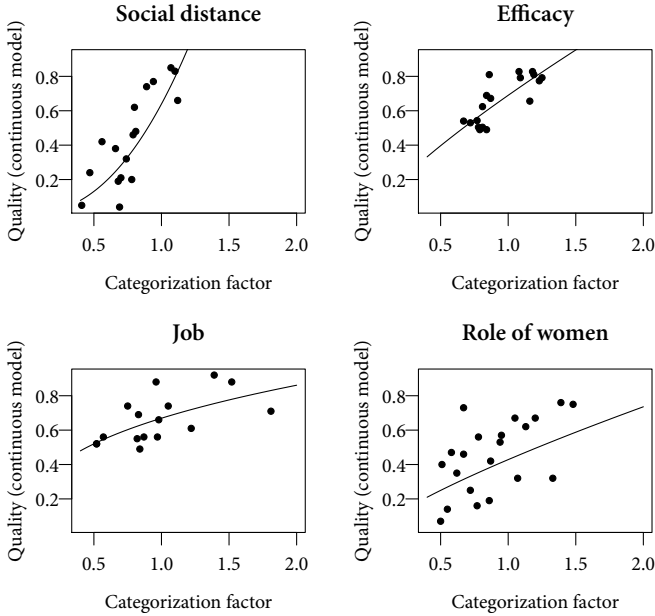 Social distance
Quality (continuous model)
0.8
0.6
0.4
0.2
0.5 1.0 1.5 2.0
Categorization factor
Efficacy
Quality (continuous model)
0.8
0.6
0.4
0.2
0.5 1.0 1.5 2.0
Categorization factor
Job
Quality (continuous model)
0.8
0.6
0.4
0.2
0.5 1.0 1.5 2.0
Categorization factor
Role of women
Quality (continuous model)
0.8
0.6
0.4
0.2
0.5 1.0 1.5 2.0
Categorization factor